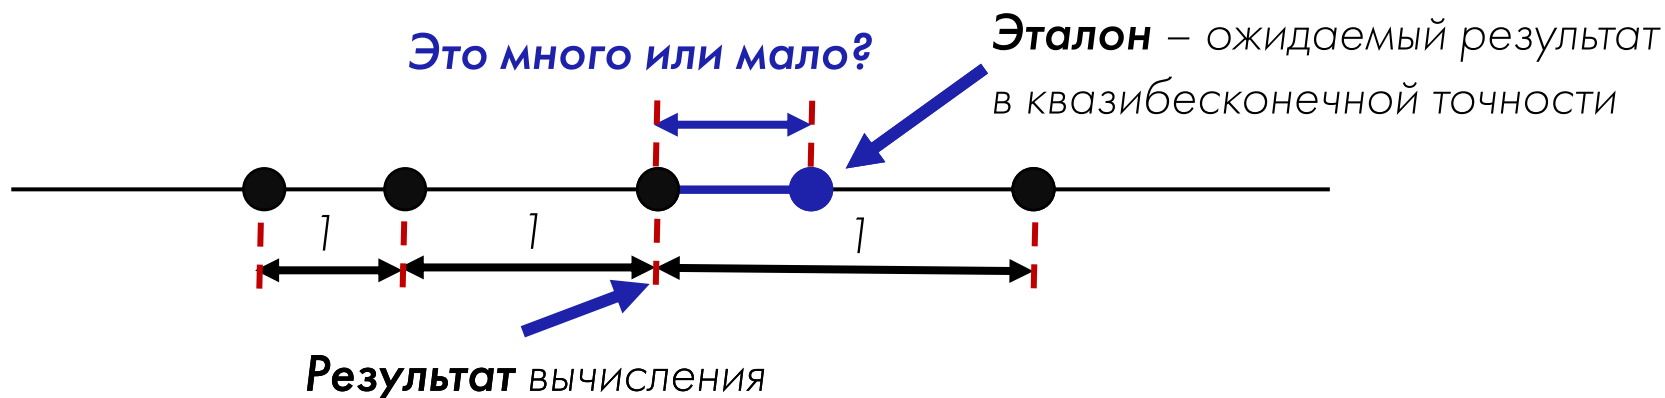 Это много или мало?
Эталон – ожидаемый результат
в квазибесконечной точности
1
1
1
Результат вычисления